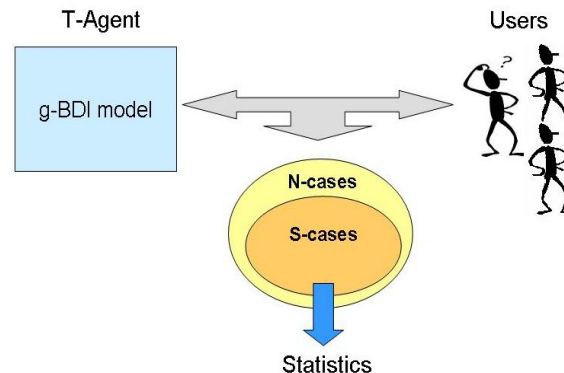 T-Agent
Users
g-BDI model
?
N-cases
S-cases
Statistics